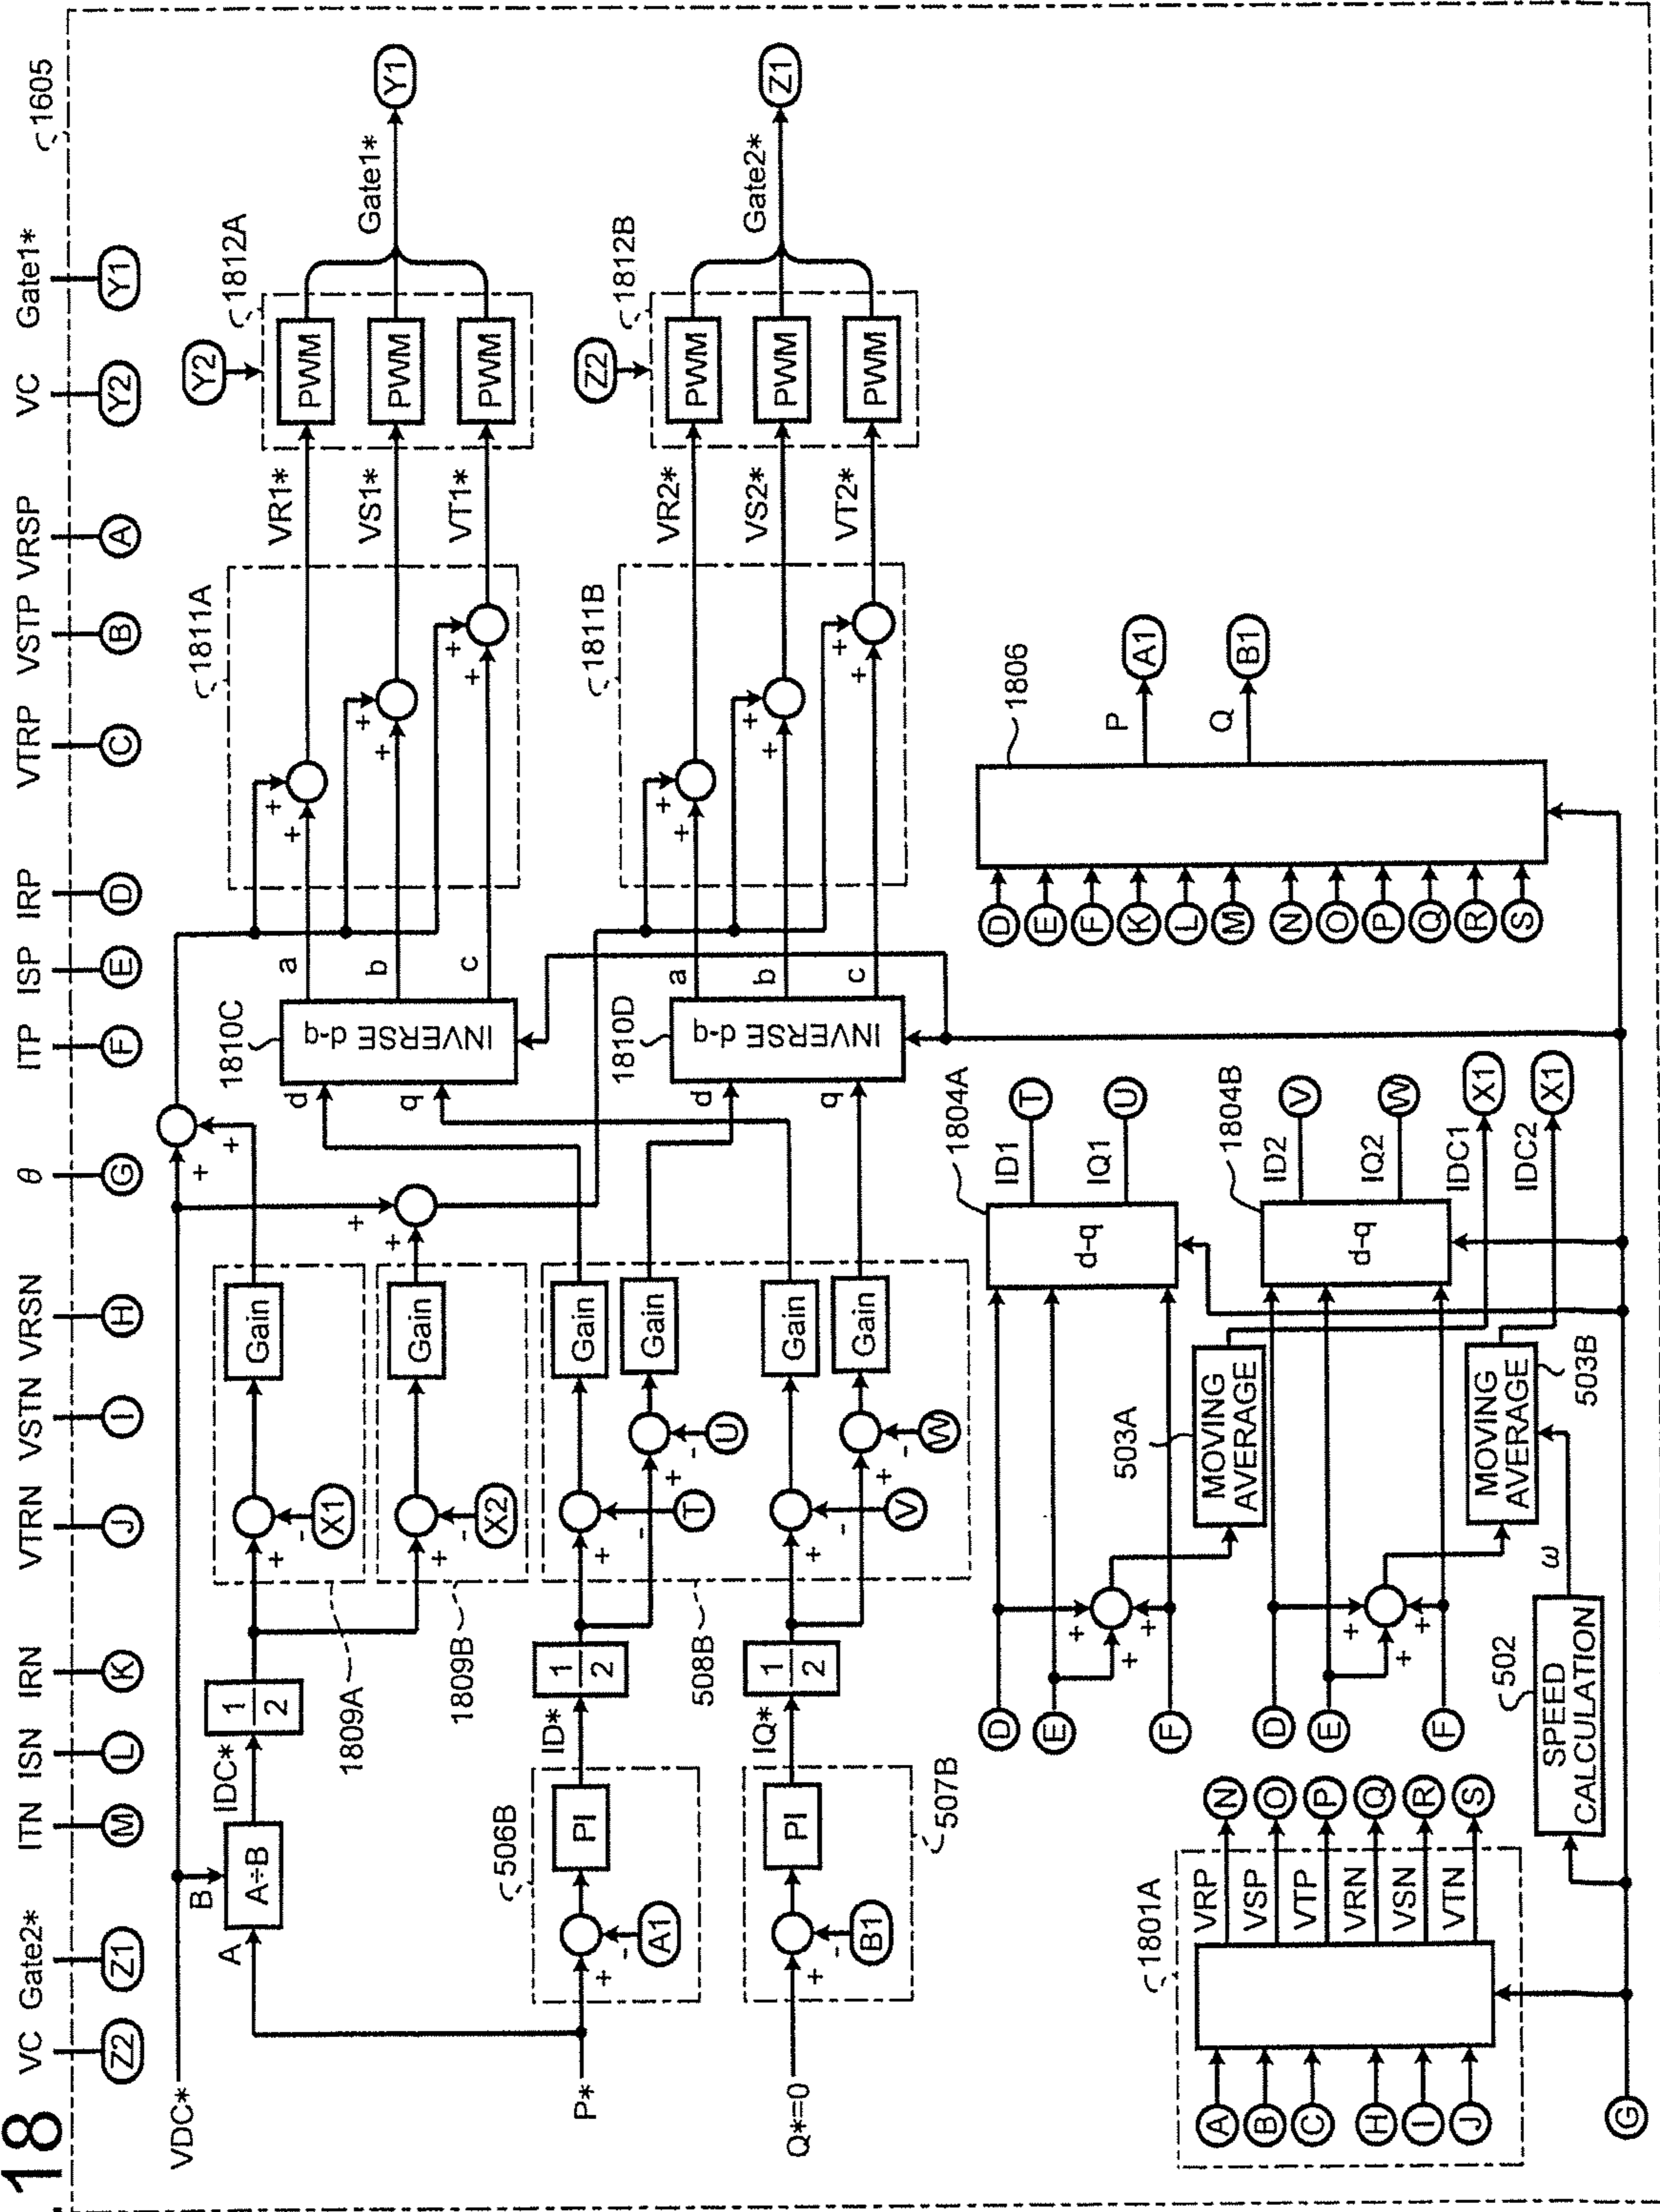 18
VC Gate2* ITN ISN IRN VTRN VSTN VRSN θ ITP ISP IRP VTRP VSTP VRSP VC Gate1*
Z2 Z1 M L K J I H G F E D C B A Y2 Y1
1605
VDC*
B
A
A÷B
IDC*
1
2
+
-
X1
Gain
1809A
+
-
X2
Gain
1809B
+
+
+
+
P*
+
-
A1
PI
506B
ID*
1
2
+
-
T
Gain
+
-
U
Gain
508B
Q*=0
+
-
B1
PI
507B
IQ*
1
2
+
-
V
Gain
+
-
W
Gain
d
q
INVERSE d-q
1810C
a
b
c
+
+
+
+
+
+
1811A
VR1*
VS1*
VT1*
Y2
PWM
PWM
PWM
1812A
Gate1*
Y1
d
q
INVERSE d-q
1810D
a
b
c
+
+
+
+
+
+
1811B
VR2*
VS2*
VT2*
Z2
PWM
PWM
PWM
1812B
Gate2*
Z1
1801A
A
B
C
H
I
J
VRP
VSP
VTP
VRN
VSN
VTN
N
O
P
Q
R
S
D
E
F
+
+
+
503A
MOVING
AVERAGE
d-q
1804A
ID1
IQ1
T
U
D
E
F
+
+
+
MOVING
AVERAGE
503B
d-q
1804B
ID2
IQ2
V
W
IDC1
X1
IDC2
X1
502
SPEED
CALCULATION
ω
D
E
F
K
L
M
N
O
P
Q
R
S
1806
P
A1
Q
B1
G